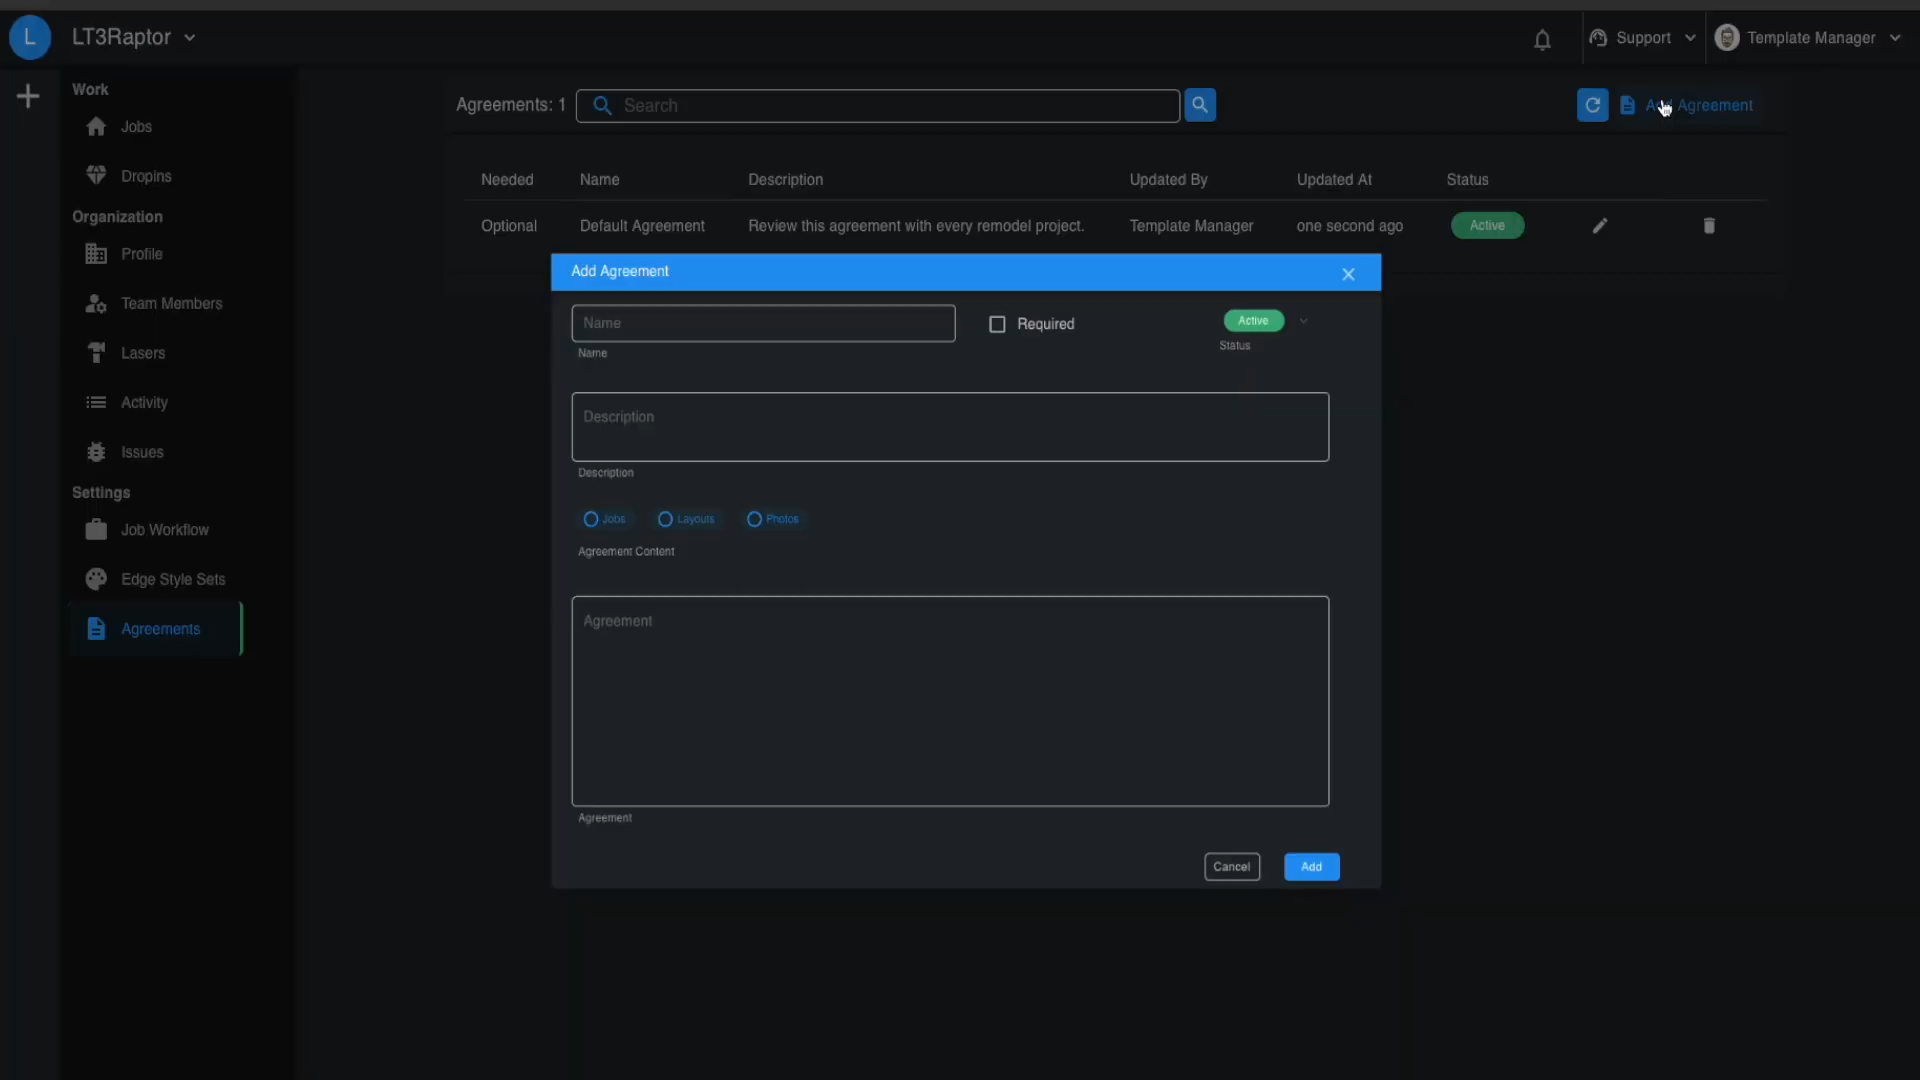 L LT3Raptor Support Template Manager
Work
Jobs
Dropins
Organization
Profile
Team Members
Lasers
Activity
Issues
Settings
Job Workflow
Edge Style Sets
Agreements
Agreements: 1 Search Add Agreement
Needed Name Description Updated By Updated At Status
Optional Default Agreement Review this agreement with every remodel project. Template Manager one second ago Active
Add Agreement
Name Required Active
Name Status
Description
Description
Jobs Layouts Photos
Agreement Content
Agreement
Agreement
Cancel Add